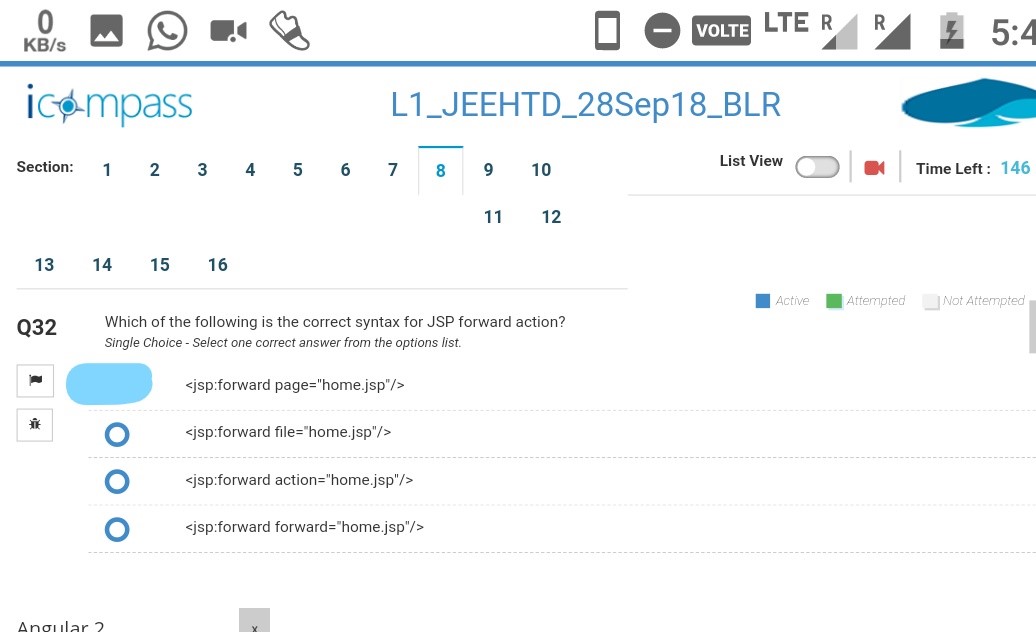 0
KB/s
VOLTE LTE R R 5:4
icompass
L1_JEEHTD_28Sep18_BLR
Section: 1 2 3 4 5 6 7 8 9 10
List View
Time Left : 146
11 12
13 14 15 16
Active Attempted Not Attempted
Q32
Which of the following is the correct syntax for JSP forward action?
Single Choice - Select one correct answer from the options list.
<jsp:forward page="home.jsp"/>
<jsp:forward file="home.jsp"/>
<jsp:forward action="home.jsp"/>
<jsp:forward forward="home.jsp"/>
Angular 2
x